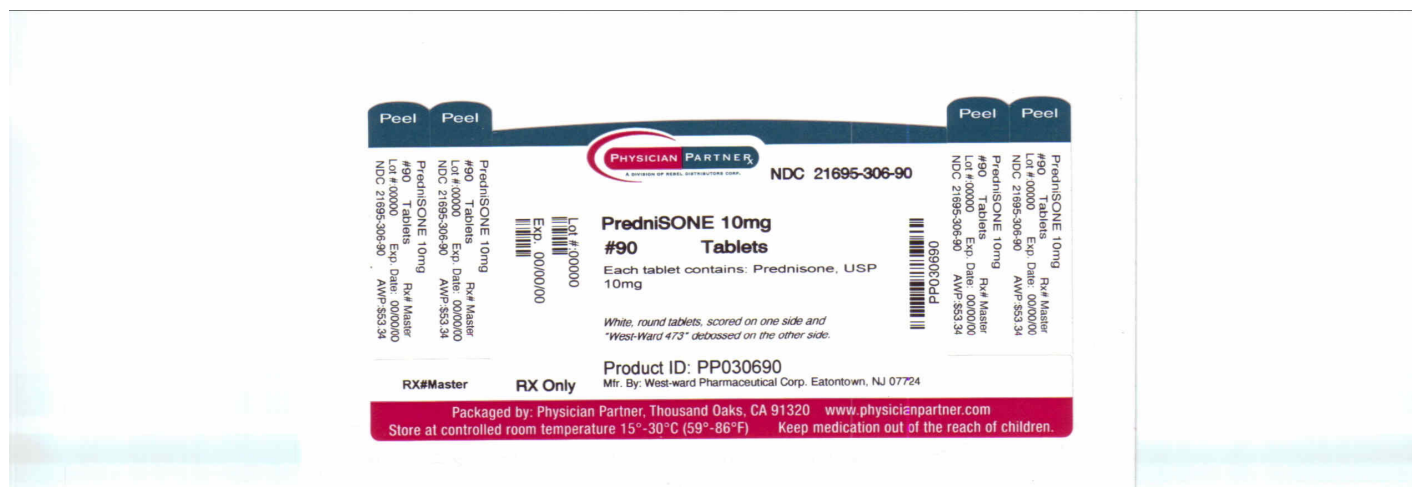 Peel
Peel
PredniSONE 10mg
#90 Tablets Rx# Master
Lot #:00000 Exp. Date: 00/00/00
NDC 21695-306-90 AWP:$53.34
PredniSONE 10mg
#90 Tablets Rx# Master
Lot #:00000 Exp. Date: 00/00/00
NDC 21695-306-90 AWP:$53.34
RX#Master
Lot #:00000
Exp. 00/00/00
RX Only
PHYSICIAN PARTNER Rx
A DIVISION OF REBEL DISTRIBUTORS CORP.
NDC 21695-306-90
PredniSONE 10mg
#90 Tablets
Each tablet contains: Prednisone, USP
10mg
White, round tablets, scored on one side and
"West-Ward 473" debossed on the other side.
Product ID: PP030690
Mfr. By: West-ward Pharmaceutical Corp. Eatontown, NJ 07724
PP030690
Peel
Peel
PredniSONE 10mg
#90 Tablets Rx# Master
Lot #:00000 Exp. Date: 00/00/00
NDC 21695-306-90 AWP:$53.34
PredniSONE 10mg
#90 Tablets Rx# Master
Lot #:00000 Exp. Date: 00/00/00
NDC 21695-306-90 AWP:$53.34
Packaged by: Physician Partner, Thousand Oaks, CA 91320 www.physicianpartner.com
Store at controlled room temperature 15°-30°C (59°-86°F) Keep medication out of the reach of children.